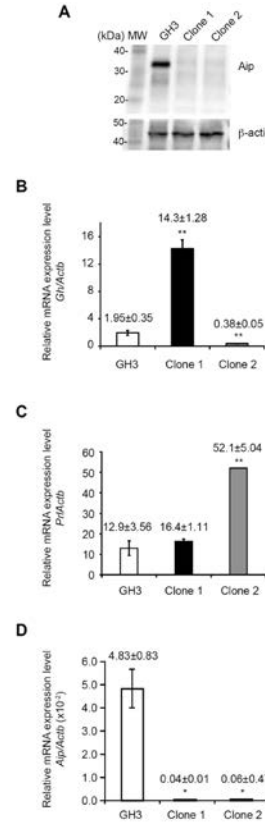 A
(kDa) MW GH3 Clone 1 Clone 2
40-
30-
20-
Aip
50-
40-
β-acti
B
Relative mRNA expression level
Gh/Actb
16
12
8
4
0
1.95±0.35
14.3±1.28
**
0.38±0.05
**
GH3 Clone 1 Clone 2
C
Relative mRNA expression level
Prl/Actb
50
40
30
20
10
0
12.9±3.56
16.4±1.11
52.1±5.04
**
GH3 Clone 1 Clone 2
D
Relative mRNA expression level
Aip/Actb (x10⁻²)
6.0
5.0
4.0
3.0
2.0
1.0
0.0
4.83±0.83
0.04±0.01
*
0.06±0.4
*
GH3 Clone 1 Clone 2